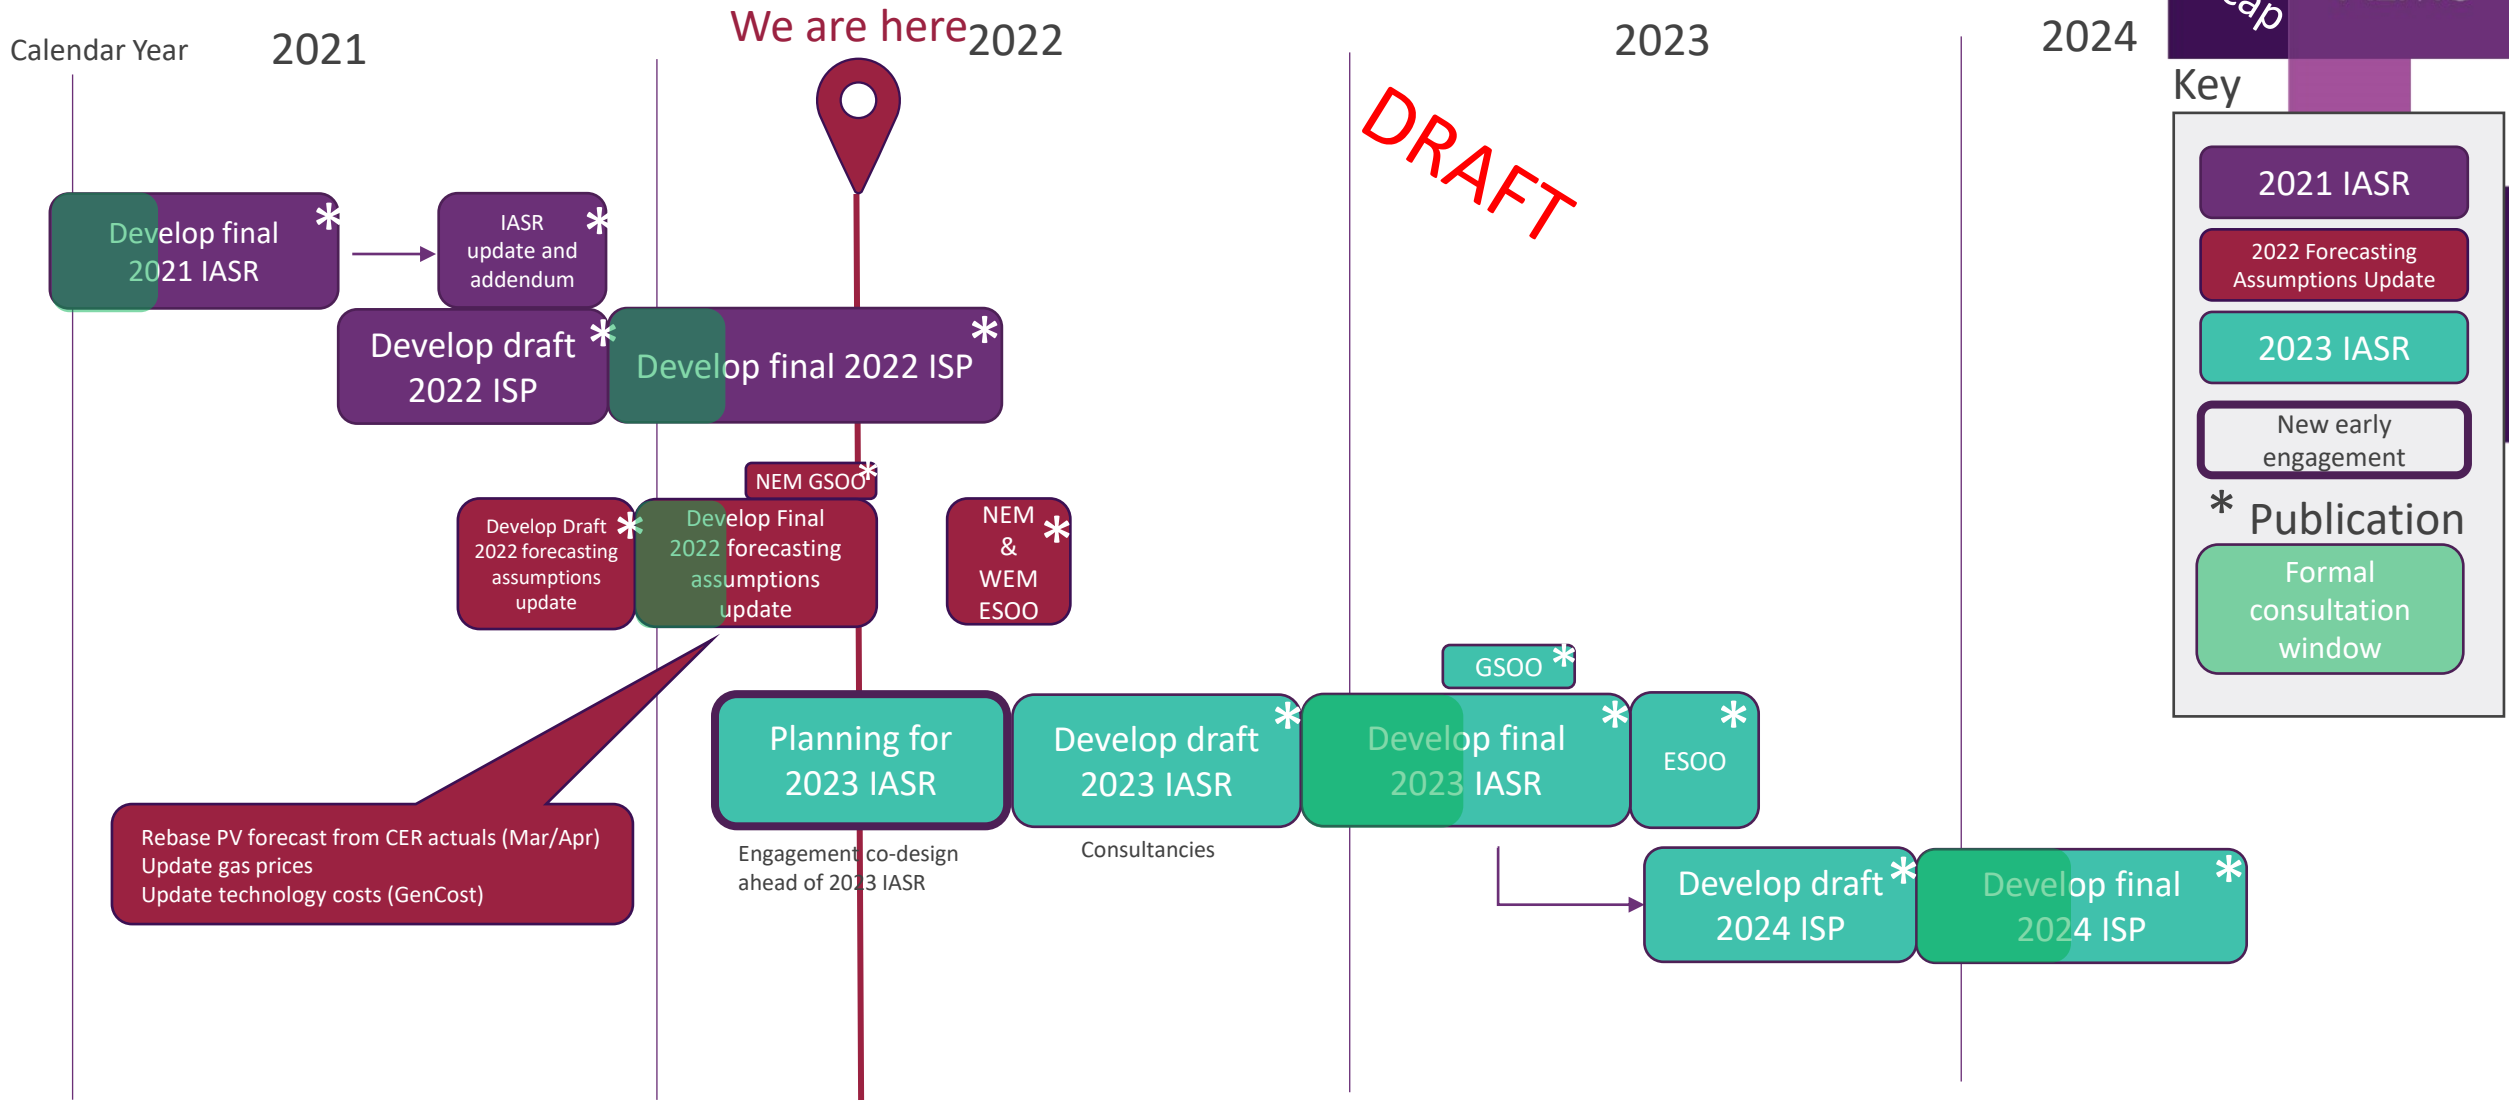 We are here
Calendar Year
2021
2022
2023
2024
DRAFT
Develop final
2021 IASR
*
IASR
update and
addendum
*
Develop draft
2022 ISP
*
Develop final 2022 ISP
*
NEM GSOO
*
Develop Draft
2022 forecasting
assumptions
update
*
Develop Final
2022 forecasting
assumptions
update
NEM
&
WEM
ESOO
*
GSOO
*
Planning for
2023 IASR
Develop draft
2023 IASR
*
Develop final
2023 IASR
*
ESOO
*
Engagement co-design
ahead of 2023 IASR
Consultancies
Rebase PV forecast from CER actuals (Mar/Apr)
Update gas prices
Update technology costs (GenCost)
Develop draft
2024 ISP
*
Develop final
2024 ISP
*
Key
2021 IASR
2022 Forecasting
Assumptions Update
2023 IASR
New early
engagement
* Publication
Formal
consultation
window